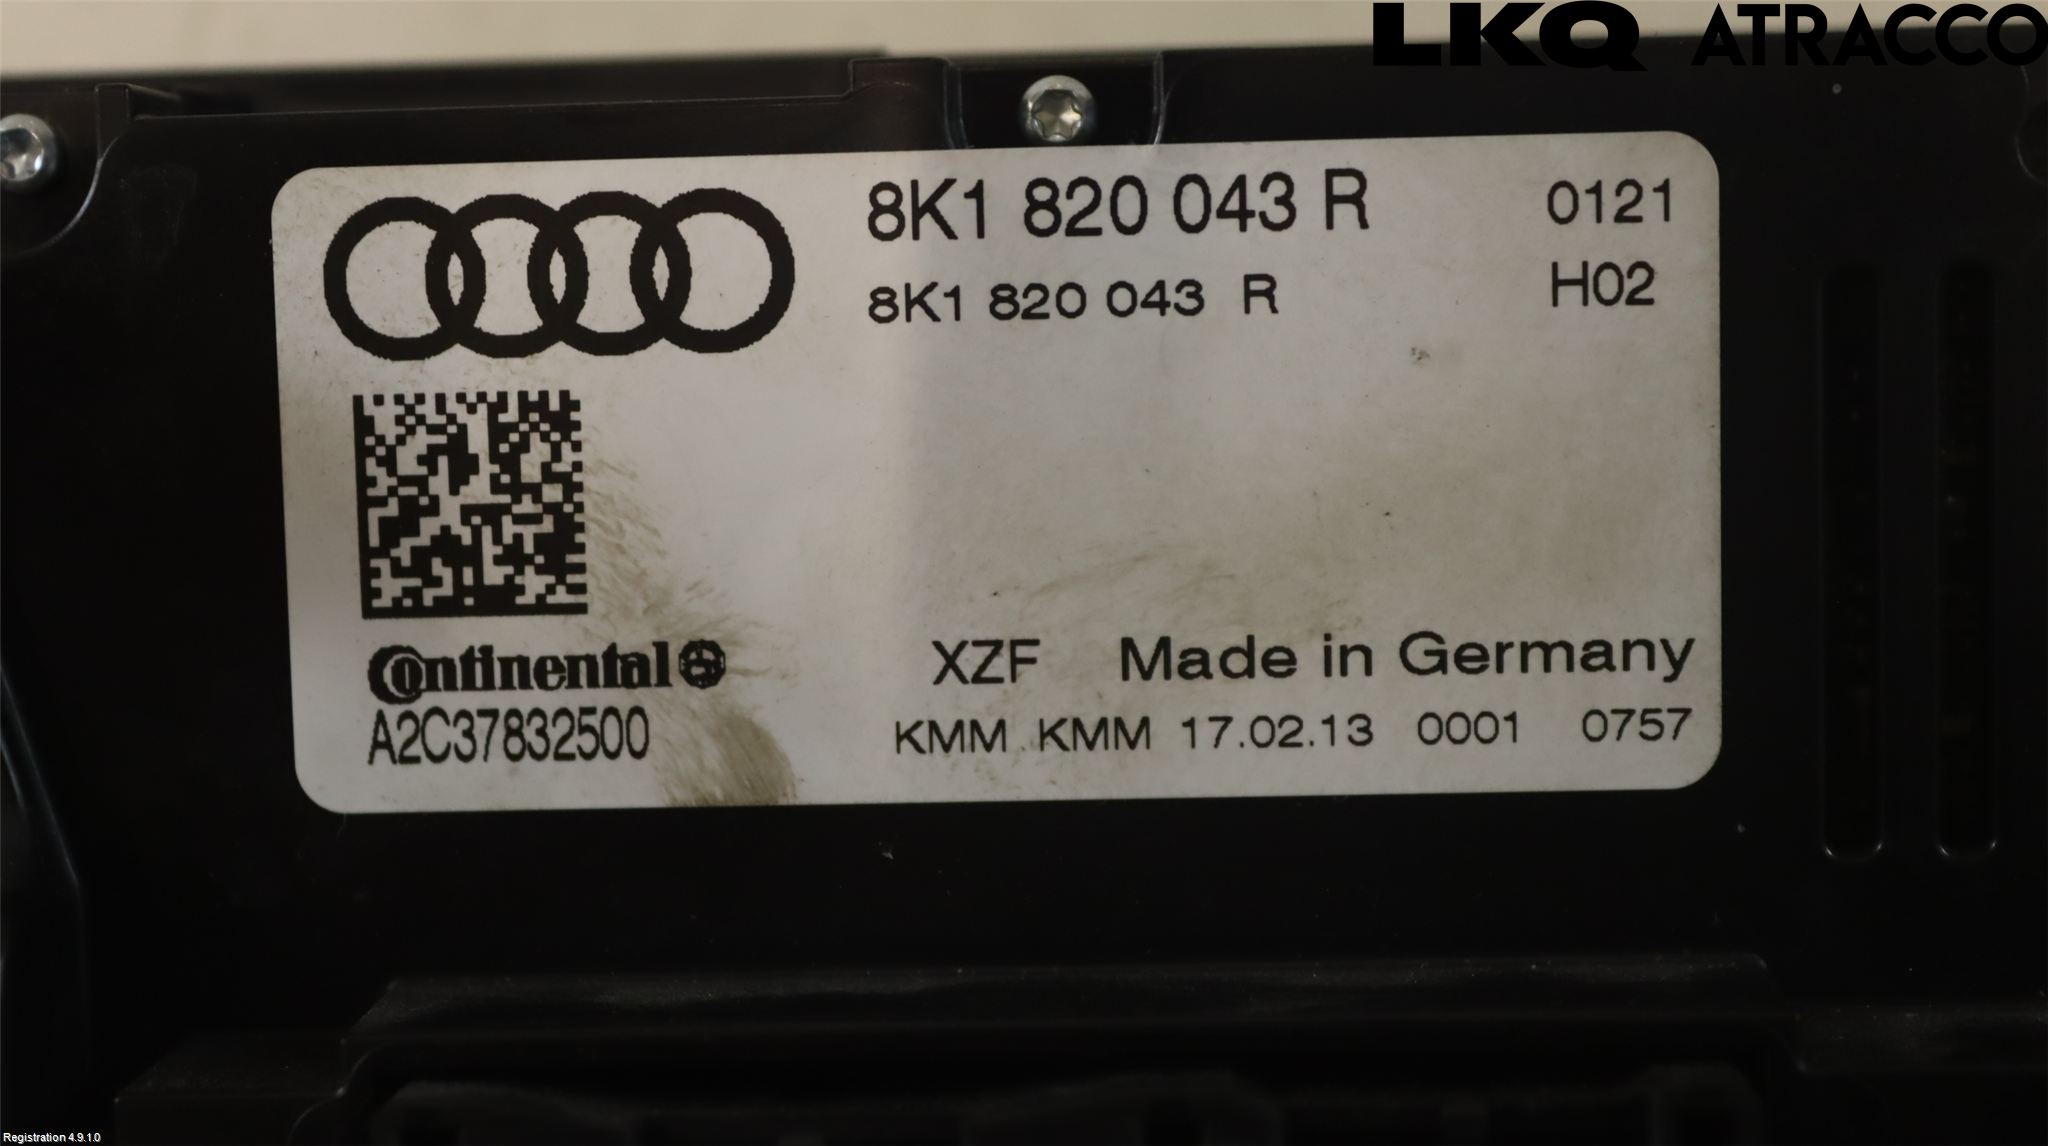 LKQ ATRACCO
8K1 820 043 R 0121
8K1 820 043 R H02
Continental
A2C37832500
XZF Made in Germany
KMM KMM 17.02.13 0001 0757
Registration 4.9.1.0